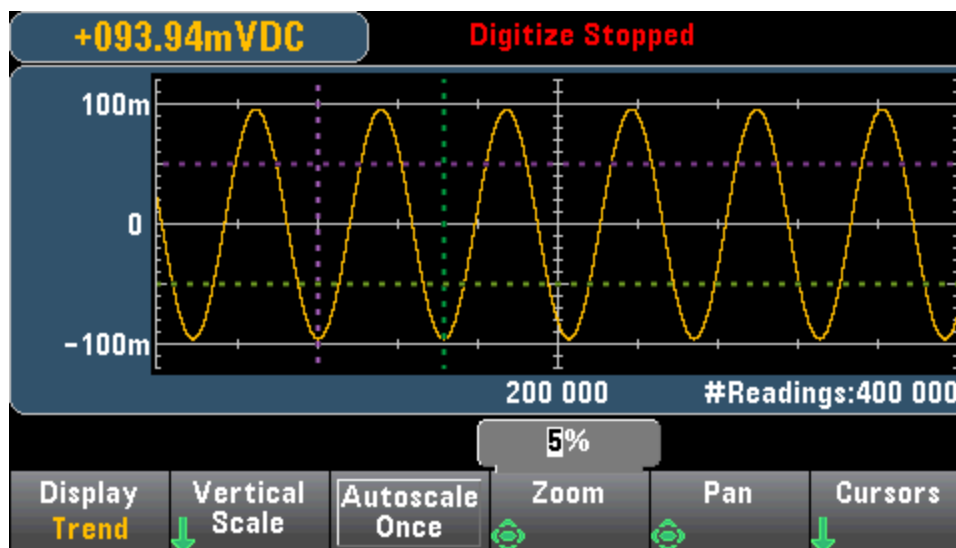 +093.94mVDC
Digitize Stopped
100m
0
-100m
200 000
#Readings:400 000
5%
Display
Trend
Vertical
Scale
Autoscale
Once
Zoom
Pan
Cursors